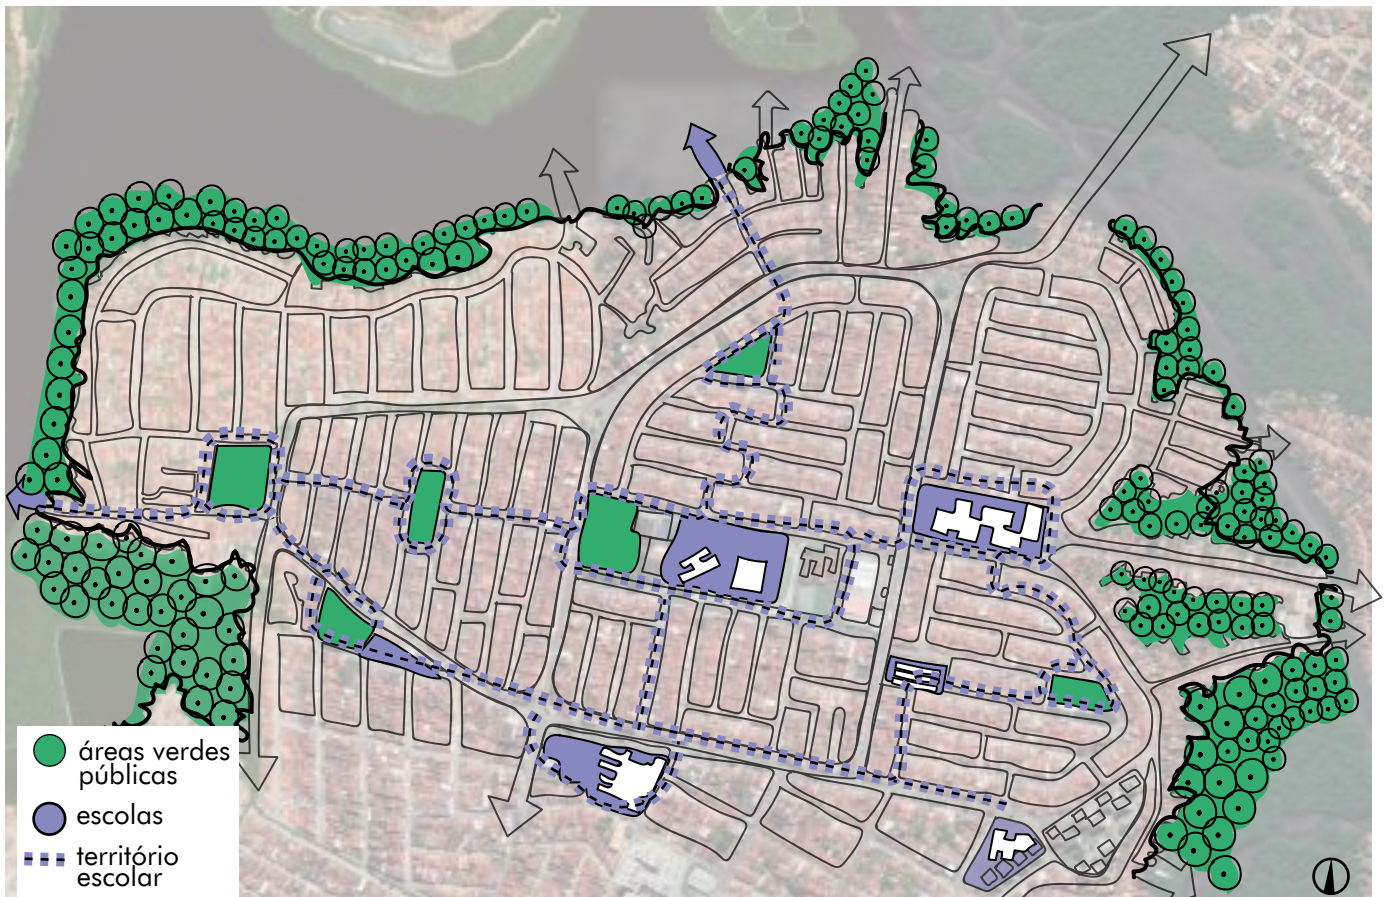 áreas verdes
públicas
escolas
território
escolar